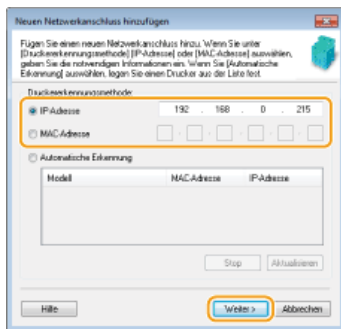 Neuen Netzwerkanschluss hinzufügen
Fügen Sie einen neuen Netzwerkanschluss hinzu. Wenn Sie unter
[Druckererkennungsmethode] [IP-Adresse] oder [MAC-Adresse] auswählen,
geben Sie die notwendigen Informationen ein. Wenn Sie [Automatische
Erkennung] auswählen, legen Sie einen Drucker aus der Liste fest.
Druckererkennungsmethode:
IP-Adresse 192 . 168 . 0 . 215
MAC-Adresse - - - - -
Automatische Erkennung
Modell MAC-Adresse IP-Adresse
Stop Aktualisieren
Hilfe Weiter > Abbrechen